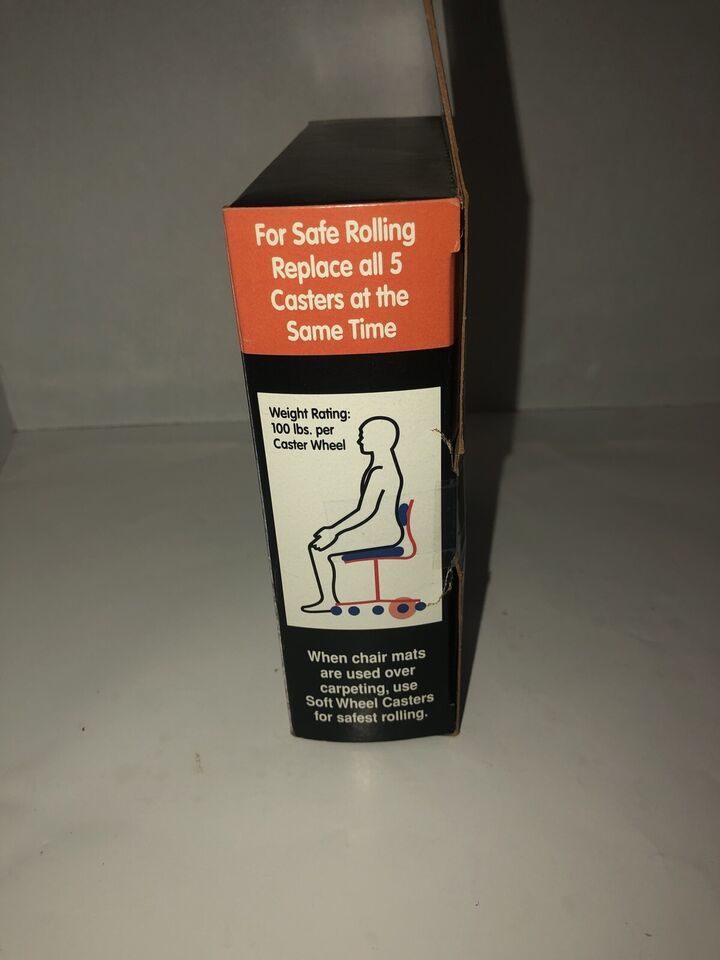 For Safe Rolling
Replace all 5
Casters at the
Same Time
Weight Rating:
100 lbs. per
Caster Wheel
When chair mats
are used over
carpeting, use
Soft Wheel Casters
for safest rolling.